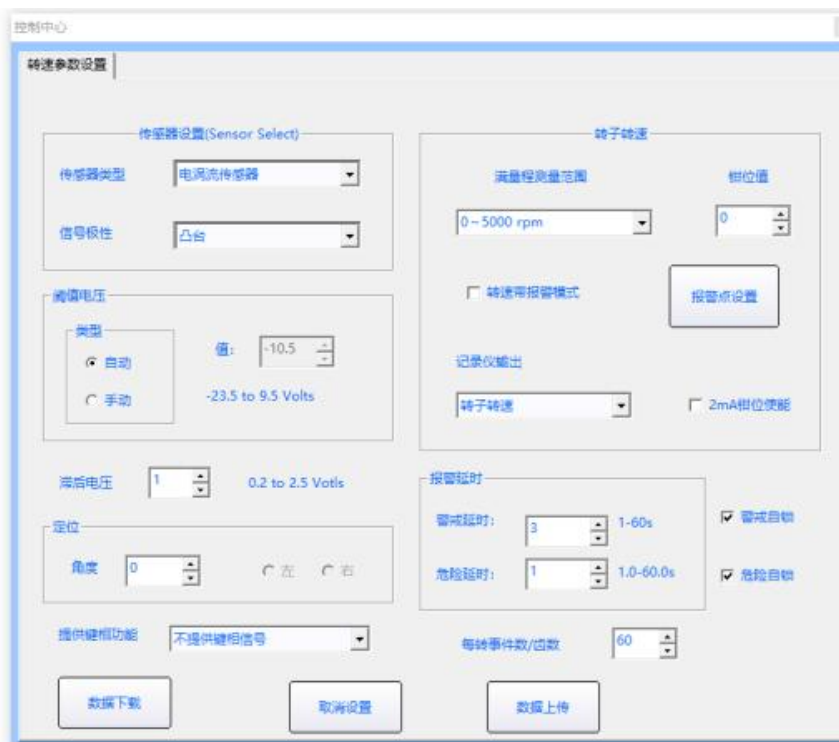 控制中心
转速参数设置
传感器设置(Sensor Select)
传感器类型
电涡流传感器
信号极性
凸台
阈值电压
类型
自动
手动
值:
-10.5
-23.5 to 9.5 Volts
滞后电压
1
0.2 to 2.5 Votls
定位
角度
0
左
右
提供键相功能
不提供键相信号
转子转速
满量程测量范围
钳位值
0~5000 rpm
0
转速带报警模式
报警点设置
记录仪输出
转子转速
2mA钳位使能
报警延时
警戒延时:
3
1-60s
危险延时:
1
1.0-60.0s
警戒自锁
危险自锁
每转事件数/齿数
60
数据下载
取消设置
数据上传